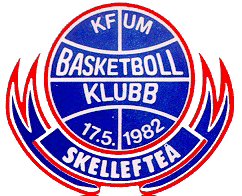 KFUM
BASKETBOLL
KLUBB
17.5. 1982
SKELLEFTEÅ